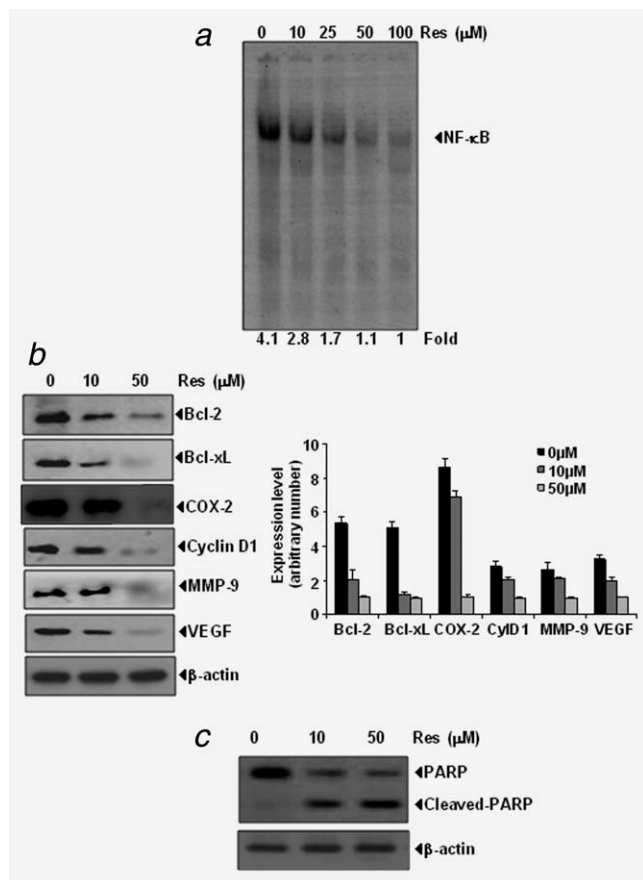 a
0 10 25 50 100 Res (μM)
◄NF-κB
4.1 2.8 1.7 1.1 1 Fold
b
0 10 50 Res (μM)
◄Bcl-2
◄Bcl-xL
◄COX-2
◄Cyclin D1
◄MMP-9
◄VEGF
◄β-actin
Expression level
(arbitrary number)
10
8
6
4
2
0
0μM
10μM
50μM
Bcl-2 Bcl-xL COX-2 CylD1 MMP-9 VEGF
c
0 10 50 Res (μM)
◄PARP
◄Cleaved-PARP
◄β-actin